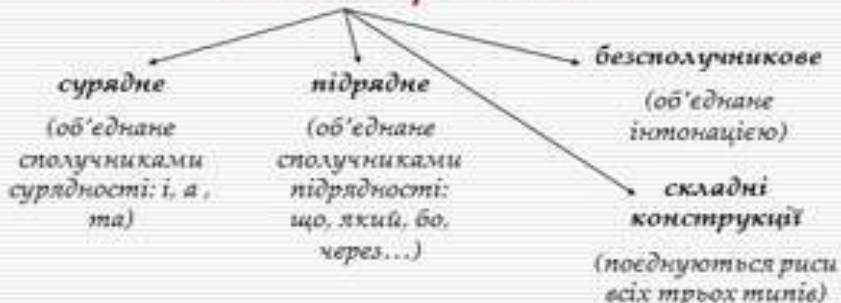 сурядне
(об'єднане
сполучниками
сурядності: і, а ,
та)
підрядне
(об'єднане
сполучниками
підрядності:
що, який, бо,
через...)
безсполучникове
(об'єднане
інтонацією)
складні
конструкції
(поєднуються риси
всіх трьох типів)